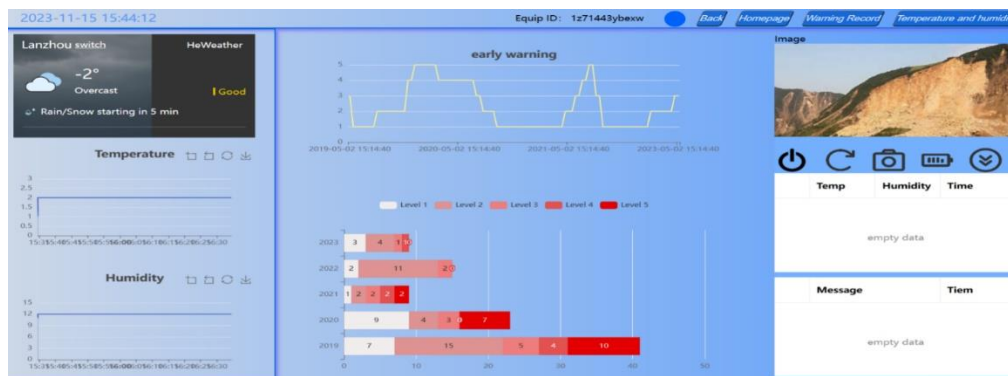 2023-11-15 15:44:12
Equip ID: 1z71443ybexw
Back
Homepage
Warning Record
Temperature and humidi
Lanzhou switch
HeWeather
-2°
Overcast
Good
Rain/Snow starting in 5 min
Temperature
3
2.5
2
1.5
1
0.5
0
Humidity
15
12
9
6
3
0
early warning
5
4
3
2
1
0
2019-05-02 15:14:40
2020-05-02 15:14:40
2021-05-02 15:14:40
2023-05-02 15:14:40
Level 1
Level 2
Level 3
Level 4
Level 5
2023 3 4 1
2022 2 11 2 0
2021 1 2 2 2 2
2020 9 4 3 0 7
2019 7 15 5 4 10
0 10 20 30 40 50
Image
Temp Humidity Time
empty data
Message Tiem
empty data